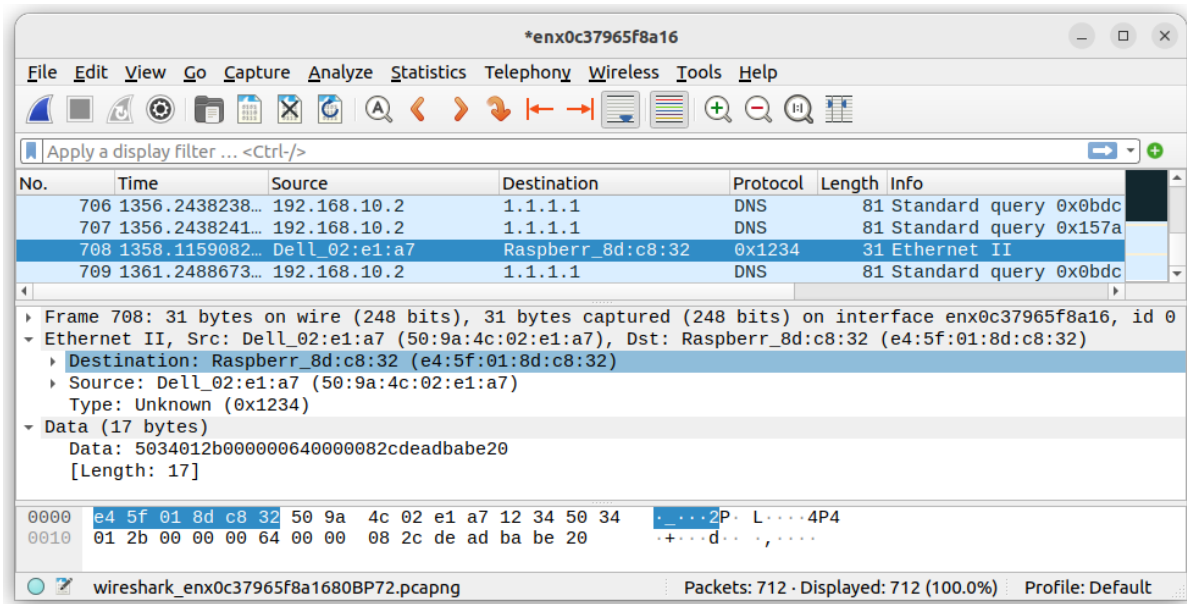 *enx0c37965f8a16
File Edit View Go Capture Analyze Statistics Telephony Wireless Tools Help
Apply a display filter … <Ctrl-/>
No. Time Source Destination Protocol Length Info
706 1356.2438238… 192.168.10.2 1.1.1.1 DNS 81 Standard query 0x0bdc
707 1356.2438241… 192.168.10.2 1.1.1.1 DNS 81 Standard query 0x157a
708 1358.1159082… Dell_02:e1:a7 Raspberr_8d:c8:32 0x1234 31 Ethernet II
709 1361.2488673… 192.168.10.2 1.1.1.1 DNS 81 Standard query 0x0bdc
Frame 708: 31 bytes on wire (248 bits), 31 bytes captured (248 bits) on interface enx0c37965f8a16, id 0
Ethernet II, Src: Dell_02:e1:a7 (50:9a:4c:02:e1:a7), Dst: Raspberr_8d:c8:32 (e4:5f:01:8d:c8:32)
Destination: Raspberr_8d:c8:32 (e4:5f:01:8d:c8:32)
Source: Dell_02:e1:a7 (50:9a:4c:02:e1:a7)
Type: Unknown (0x1234)
Data (17 bytes)
Data: 5034012b000000640000082cdeadbabe20
[Length: 17]
0000 e4 5f 01 8d c8 32 50 9a 4c 02 e1 a7 12 34 50 34 ·_···2P· L····4P4
0010 01 2b 00 00 00 64 00 00 08 2c de ad ba be 20 ·+···d·· ·,····
wireshark_enx0c37965f8a1680BP72.pcapng Packets: 712 · Displayed: 712 (100.0%) Profile: Default